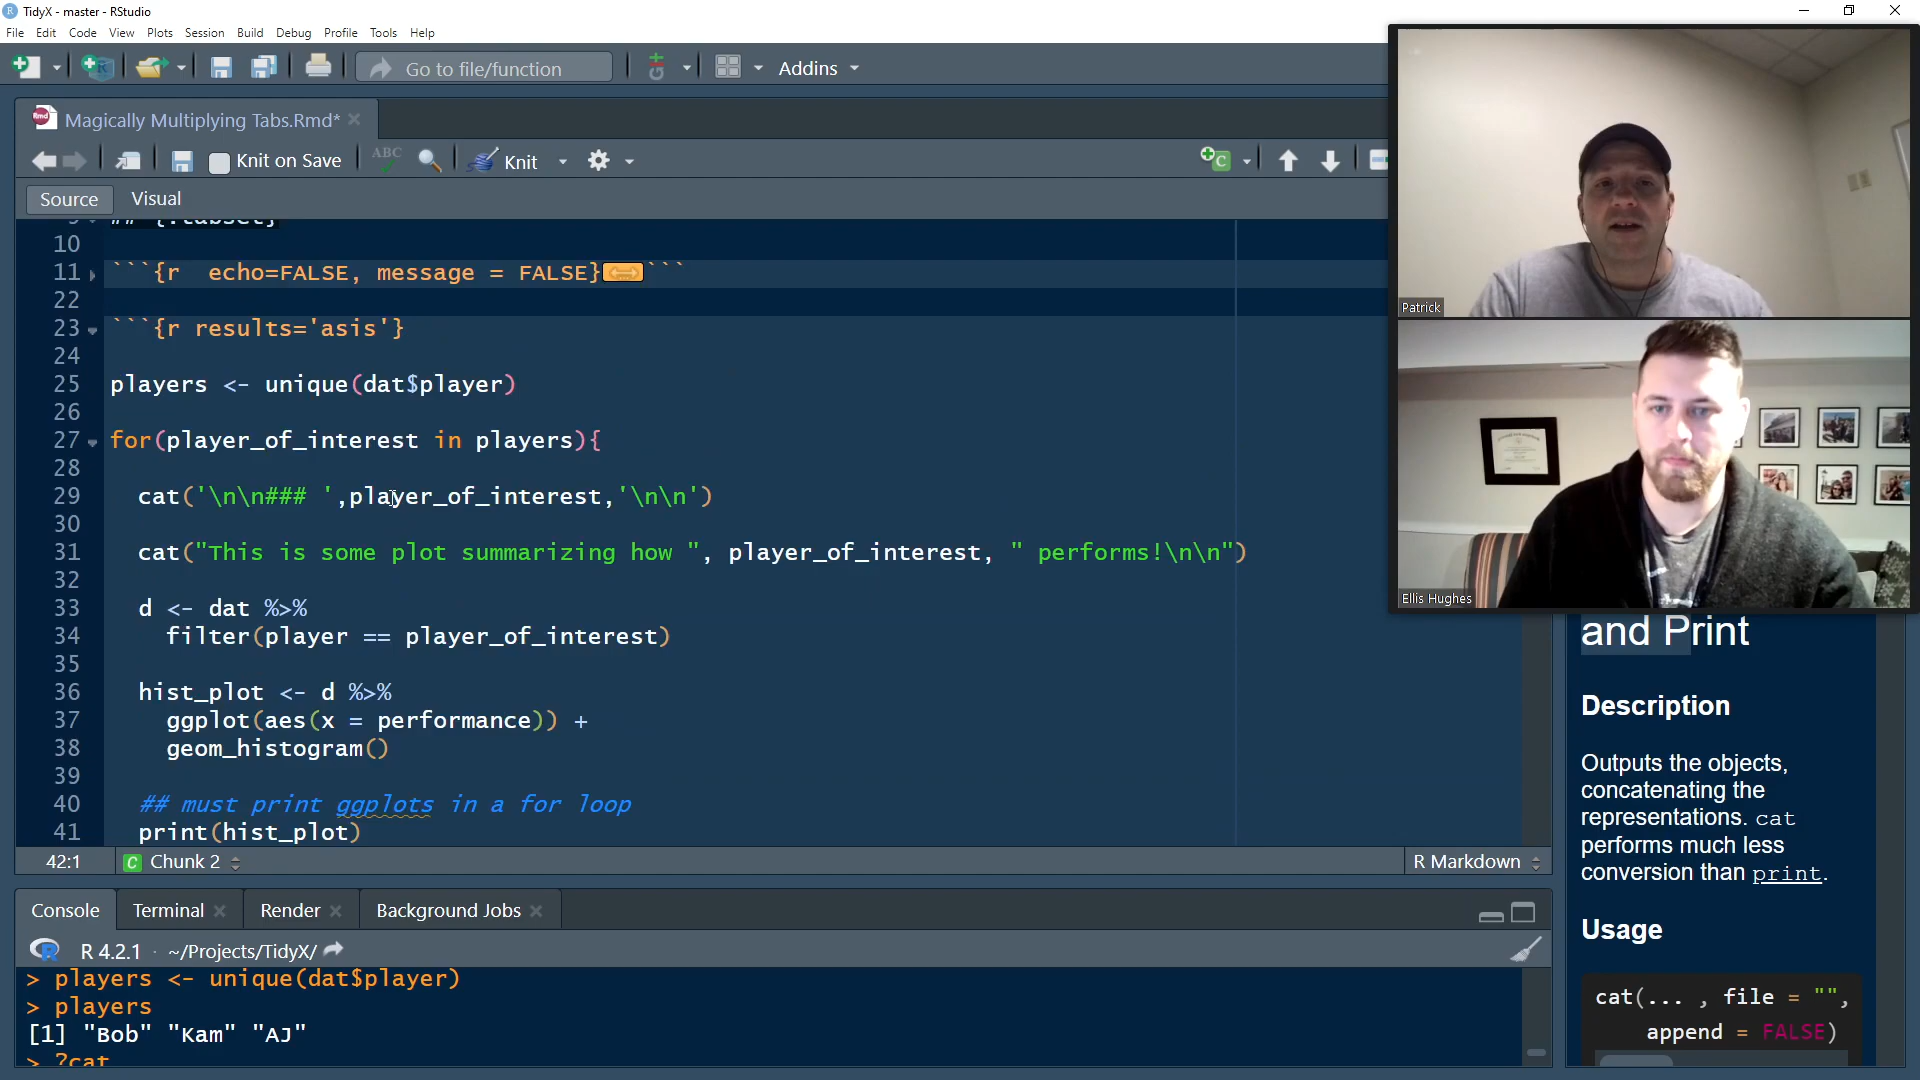 TidyX - master - RStudio
File Edit Code View Plots Session Build Debug Profile Tools Help
Go to file/function
Addins
Magically Multiplying Tabs.Rmd*
Knit on Save
ABC
Knit
Source Visual
9 ## {.tabset}
10
11 ```{r  echo=FALSE, message = FALSE}```
22
23 ```{r results='asis'}
24
25 players <- unique(dat$player)
26
27 for(player_of_interest in players){
28
29 cat('\n\n### ',player_of_interest,'\n\n')
30
31 cat("This is some plot summarizing how ", player_of_interest, " performs!\n\n")
32
33 d <- dat %>%
34 filter(player == player_of_interest)
35
36 hist_plot <- d %>%
37 ggplot(aes(x = performance)) +
38 geom_histogram()
39
40 ## must print ggplots in a for loop
41 print(hist_plot)
42:1 C Chunk 2 R Markdown
Console Terminal Render Background Jobs
R 4.2.1 · ~/Projects/TidyX/
> players <- unique(dat$player)
> players
[1] "Bob" "Kam" "AJ"
> ?cat
Patrick
Ellis Hughes
and Print
Description
Outputs the objects,
concatenating the
representations. cat
performs much less
conversion than print.
Usage
cat(... , file = "",
append = FALSE)